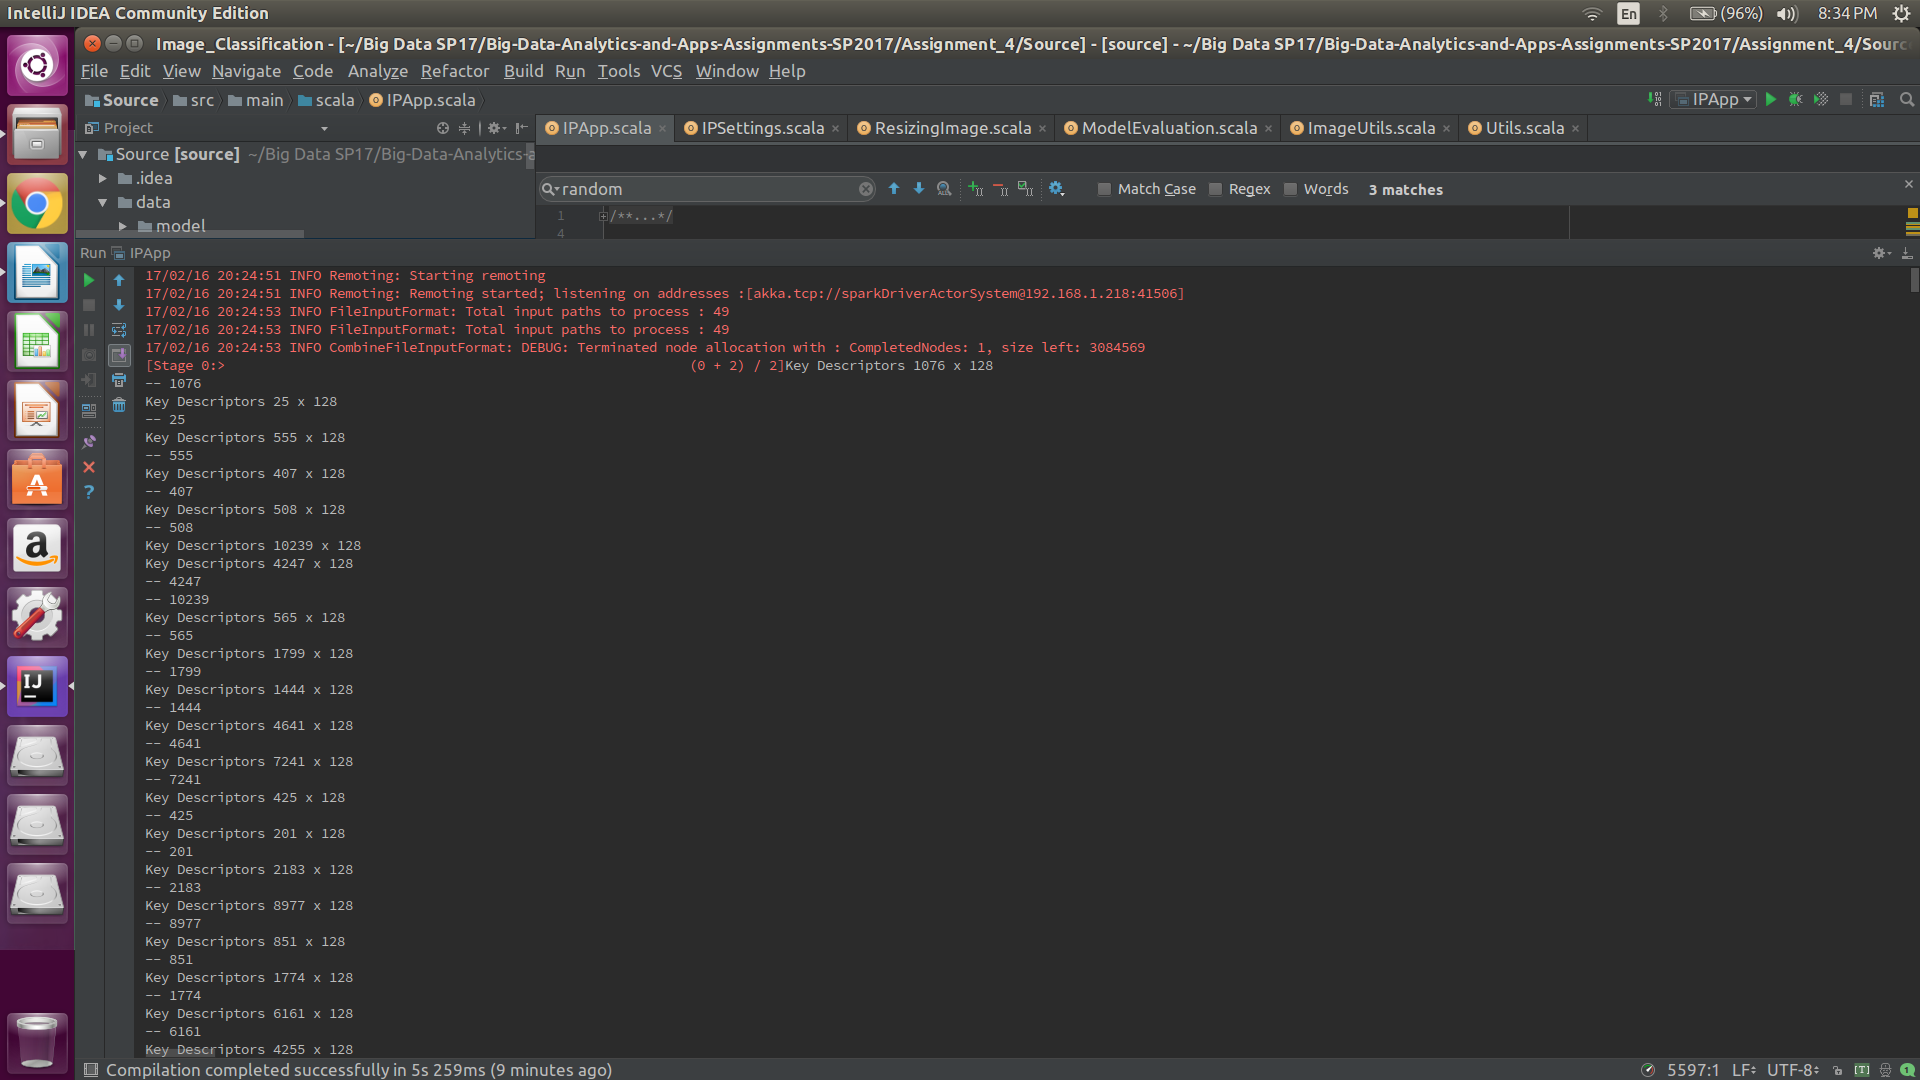 IntelliJ IDEA Community Edition
En (96%) 8:34 PM
Image_Classification - [~/Big Data SP17/Big-Data-Analytics-and-Apps-Assignments-SP2017/Assignment_4/Source] - [source] - ~/Big Data SP17/Big-Data-Analytics-and-Apps-Assignments-SP2017/Assignment_4/Sourc
File Edit View Navigate Code Analyze Refactor Build Run Tools VCS Window Help
Source src main scala IPApp.scala IPApp
Project IPApp.scala IPSettings.scala ResizingImage.scala ModelEvaluation.scala ImageUtils.scala Utils.scala
Source [source] ~/Big Data SP17/Big-Data-Analytics-a
.idea
data
model
random Match Case Regex Words 3 matches
1 /**...*/
4
Run IPApp
17/02/16 20:24:51 INFO Remoting: Starting remoting
17/02/16 20:24:51 INFO Remoting: Remoting started; listening on addresses :[akka.tcp://sparkDriverActorSystem@192.168.1.218:41506]
17/02/16 20:24:53 INFO FileInputFormat: Total input paths to process : 49
17/02/16 20:24:53 INFO FileInputFormat: Total input paths to process : 49
17/02/16 20:24:53 INFO CombineFileInputFormat: DEBUG: Terminated node allocation with : CompletedNodes: 1, size left: 3084569
[Stage 0:> (0 + 2) / 2]Key Descriptors 1076 x 128
-- 1076
Key Descriptors 25 x 128
-- 25
Key Descriptors 555 x 128
-- 555
Key Descriptors 407 x 128
-- 407
Key Descriptors 508 x 128
-- 508
Key Descriptors 10239 x 128
Key Descriptors 4247 x 128
-- 4247
-- 10239
Key Descriptors 565 x 128
-- 565
Key Descriptors 1799 x 128
-- 1799
Key Descriptors 1444 x 128
-- 1444
Key Descriptors 4641 x 128
-- 4641
Key Descriptors 7241 x 128
-- 7241
Key Descriptors 425 x 128
-- 425
Key Descriptors 201 x 128
-- 201
Key Descriptors 2183 x 128
-- 2183
Key Descriptors 8977 x 128
-- 8977
Key Descriptors 851 x 128
-- 851
Key Descriptors 1774 x 128
-- 1774
Key Descriptors 6161 x 128
-- 6161
Key Descriptors 4255 x 128
Compilation completed successfully in 5s 259ms (9 minutes ago) 5597:1 LF UTF-8 [T] 1